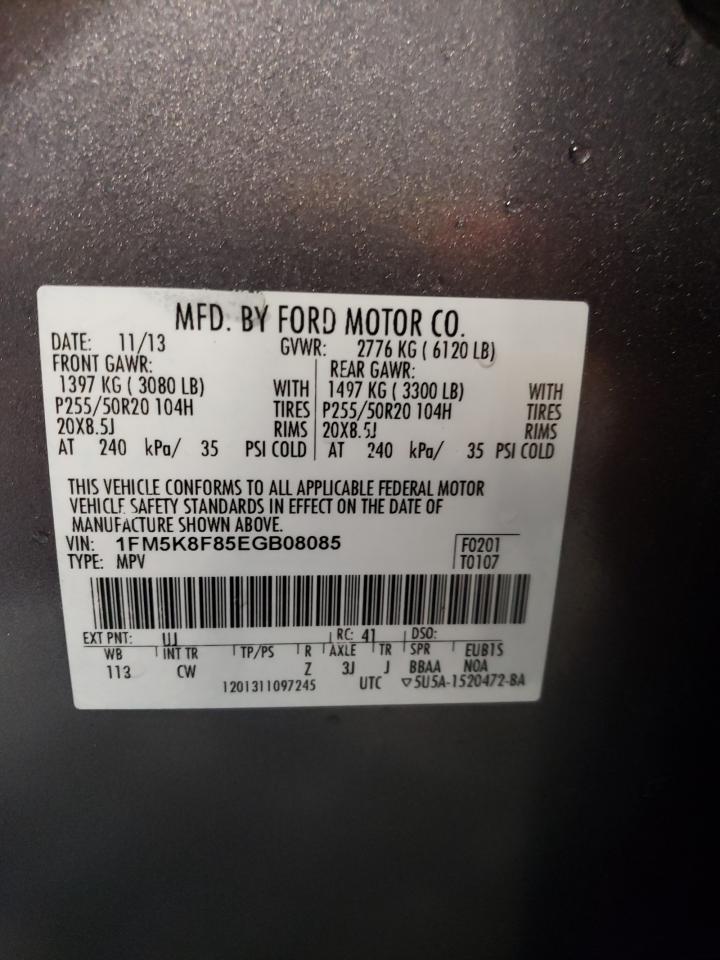 MFD. BY FORD MOTOR CO.
DATE: 11/13 GVWR: 2776 KG ( 6120 LB)
FRONT GAWR: REAR GAWR:
1397 KG ( 3080 LB) WITH 1497 KG ( 3300 LB) WITH
P255/50R20 104H TIRES P255/50R20 104H TIRES
20X8.5J RIMS 20X8.5J RIMS
AT 240 kPa/ 35 PSI COLD AT 240 kPa/ 35 PSI COLD
THIS VEHICLE CONFORMS TO ALL APPLICABLE FEDERAL MOTOR
VEHICLE SAFETY STANDARDS IN EFFECT ON THE DATE OF
MANUFACTURE SHOWN ABOVE.
VIN: 1FM5K8F85EGB08085 F0201
TYPE: MPV T0107
EXT PNT: UJ RC: 41 DSO:
WB INT TR TP/PS R AXLE TR SPR EUB1S
113 CW Z 3J J BBAA NOA
1201311097245 UTC ▽5U5A-1520472-BA